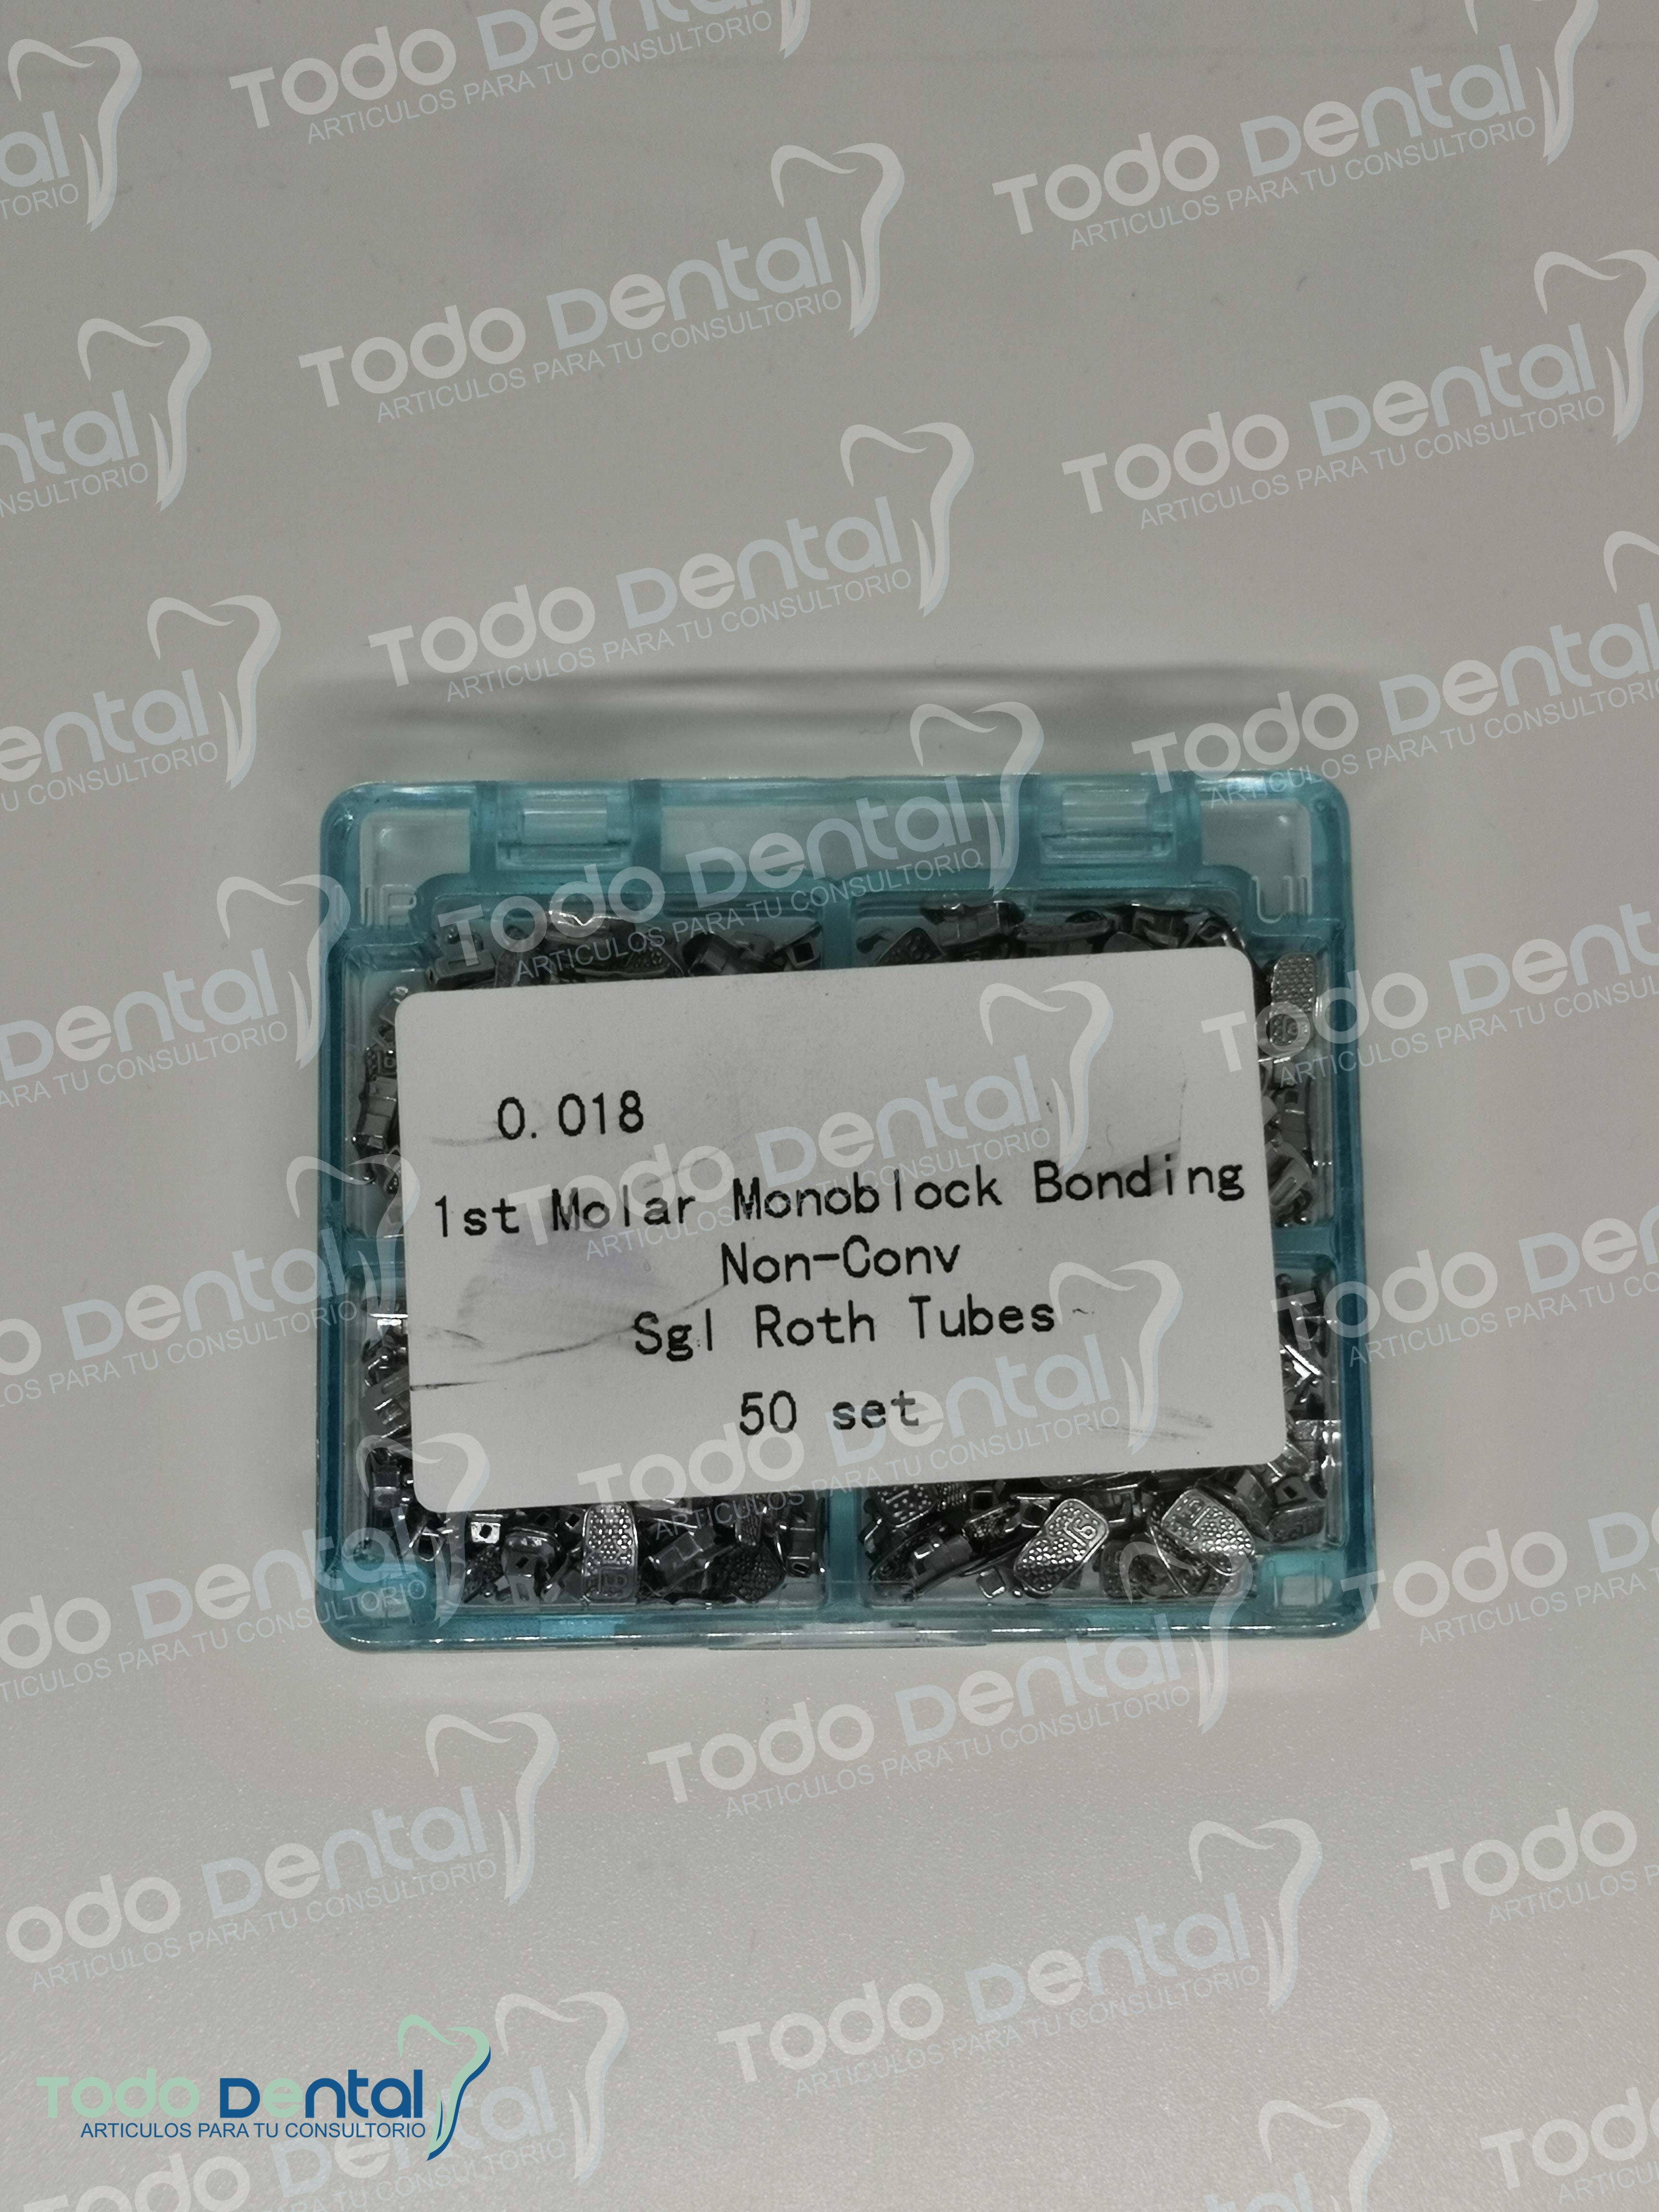 0.018
1st Molar Monoblock Bonding
Non-Conv
Sgl Roth Tubes
50 set
Todo Dental
ARTICULOS PARA TU CONSULTORIO